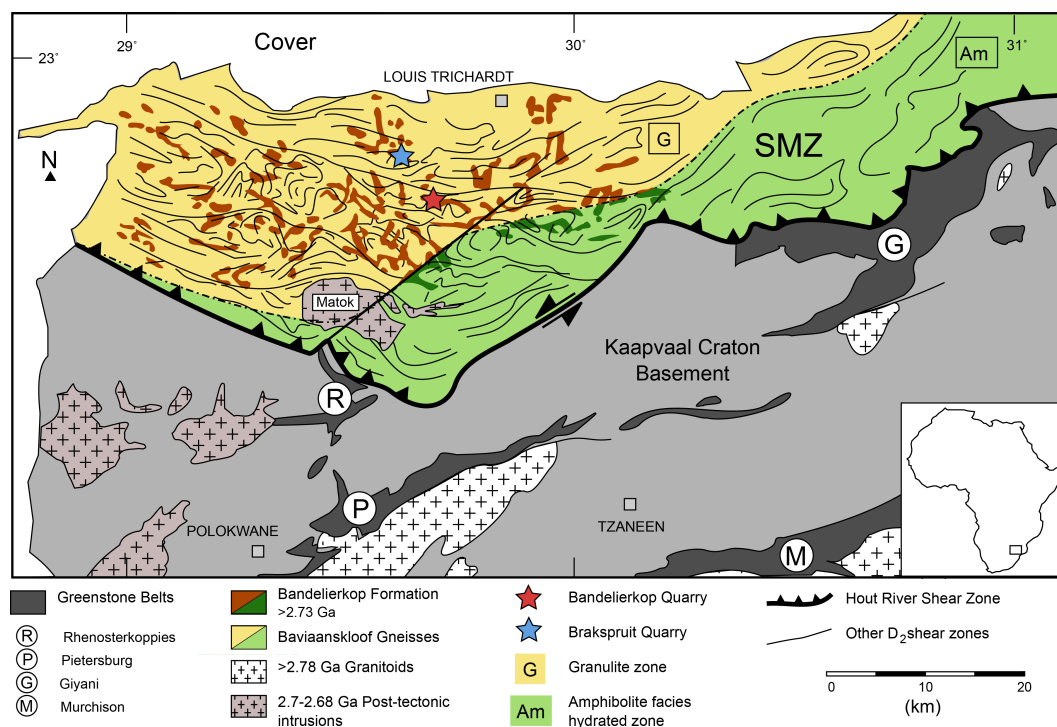 29°
30°
31°
23°
Cover
LOUIS TRICHARDT
Am
G
SMZ
N
G
Matok
Kaapvaal Craton
Basement
R
P
POLOKWANE
TZANEEN
M
Greenstone Belts
R Rhenosterkoppies
P Pietersburg
G Giyani
M Murchison
Bandelierkop Formation
>2.73 Ga
Baviaanskloof Gneisses
>2.78 Ga Granitoids
2.7-2.68 Ga Post-tectonic
intrusions
Bandelierkop Quarry
Brakspruit Quarry
G Granulite zone
Am Amphibolite facies
hydrated zone
Hout River Shear Zone
Other D2shear zones
0 10 20
(km)